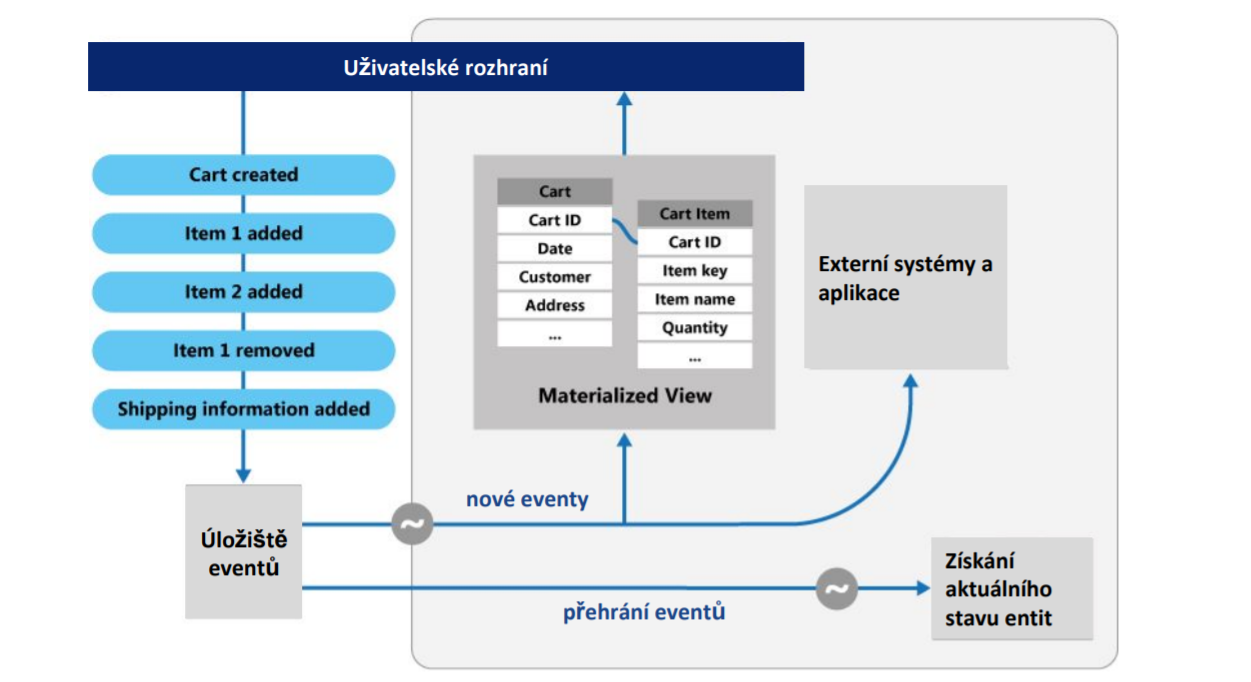 Uživatelské rozhraní
Cart created
Item 1 added
Item 2 added
Item 1 removed
Shipping information added
Úložiště
eventů
Cart
Cart ID
Date
Customer
Address
...
Cart Item
Cart ID
Item key
Item name
Quantity
...
Materialized View
Externí systémy a
aplikace
nové eventy
přehrání eventů
Získání
aktuálního
stavu entit